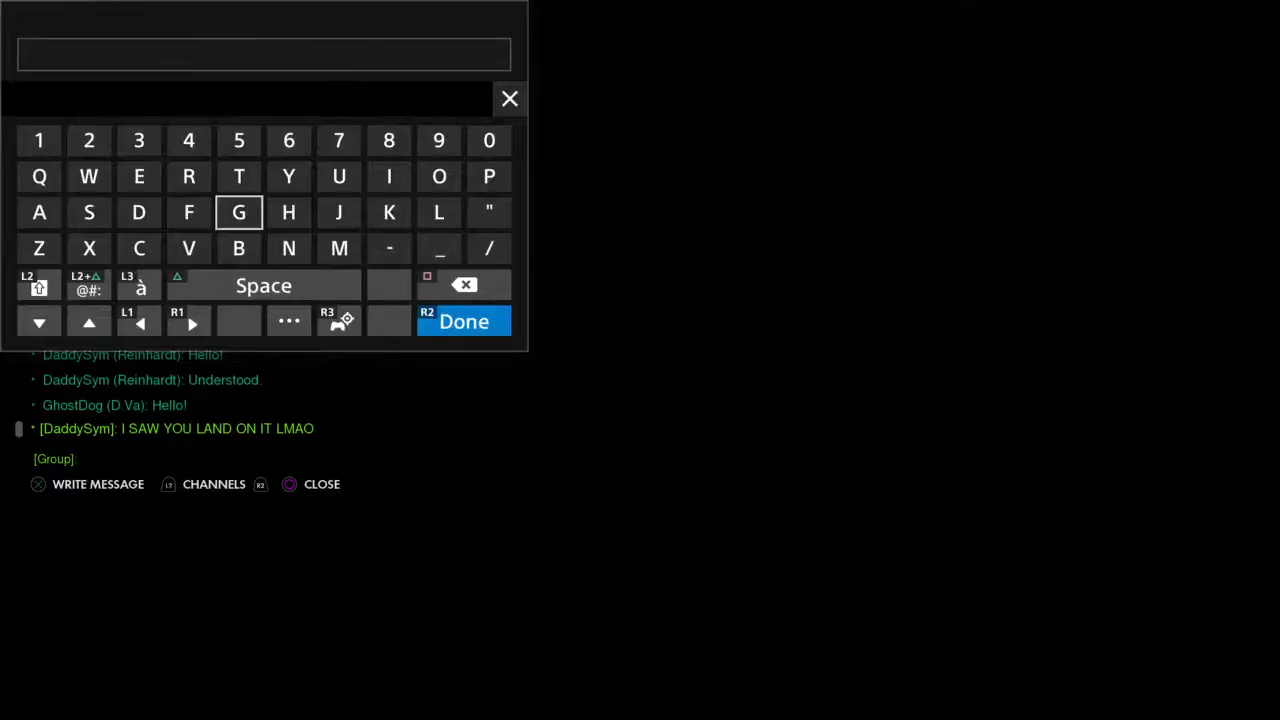 1 2 3 4 5 6 7 8 9 0
Q W E R T Y U I O P
A S D F G H J K L "
Z X C V B N M - _ /
L2 L2+△ @#: L3 à △ Space □
L1 R1 ... R3 R2 Done
DaddySym (Reinhardt): Hello!
DaddySym (Reinhardt): Understood.
GhostDog (D.Va): Hello!
[DaddySym]: I SAW YOU LAND ON IT LMAO
[Group]:
WRITE MESSAGE L2 CHANNELS R2 CLOSE